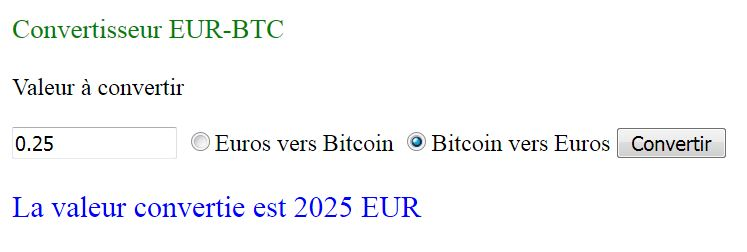 Convertisseur EUR-BTC
Valeur à convertir
0.25 Euros vers Bitcoin Bitcoin vers Euros Convertir
La valeur convertie est 2025 EUR